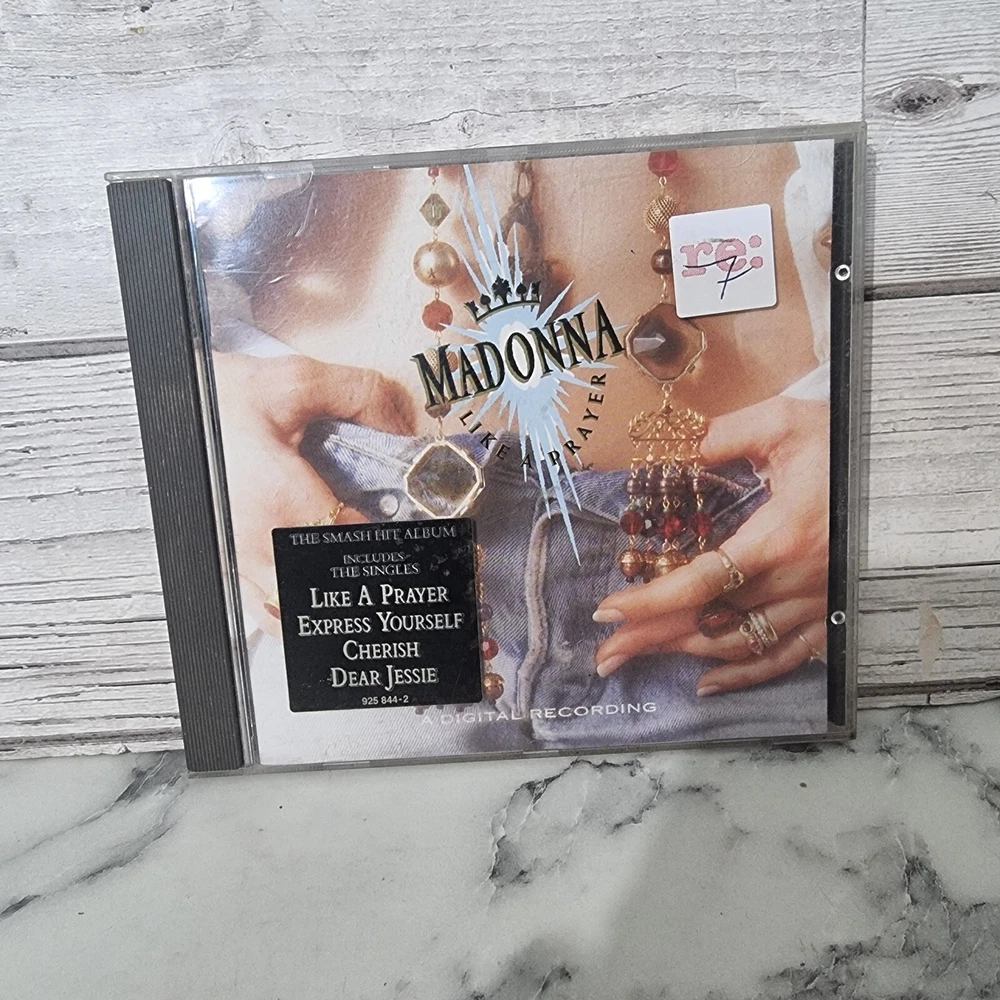 re:
7
MADONNA
LIKE A PRAYER
THE SMASH HIT ALBUM
INCLUDES
THE SINGLES
LIKE A PRAYER
EXPRESS YOURSELF
CHERISH
DEAR JESSIE
925 844-2
A DIGITAL RECORDING